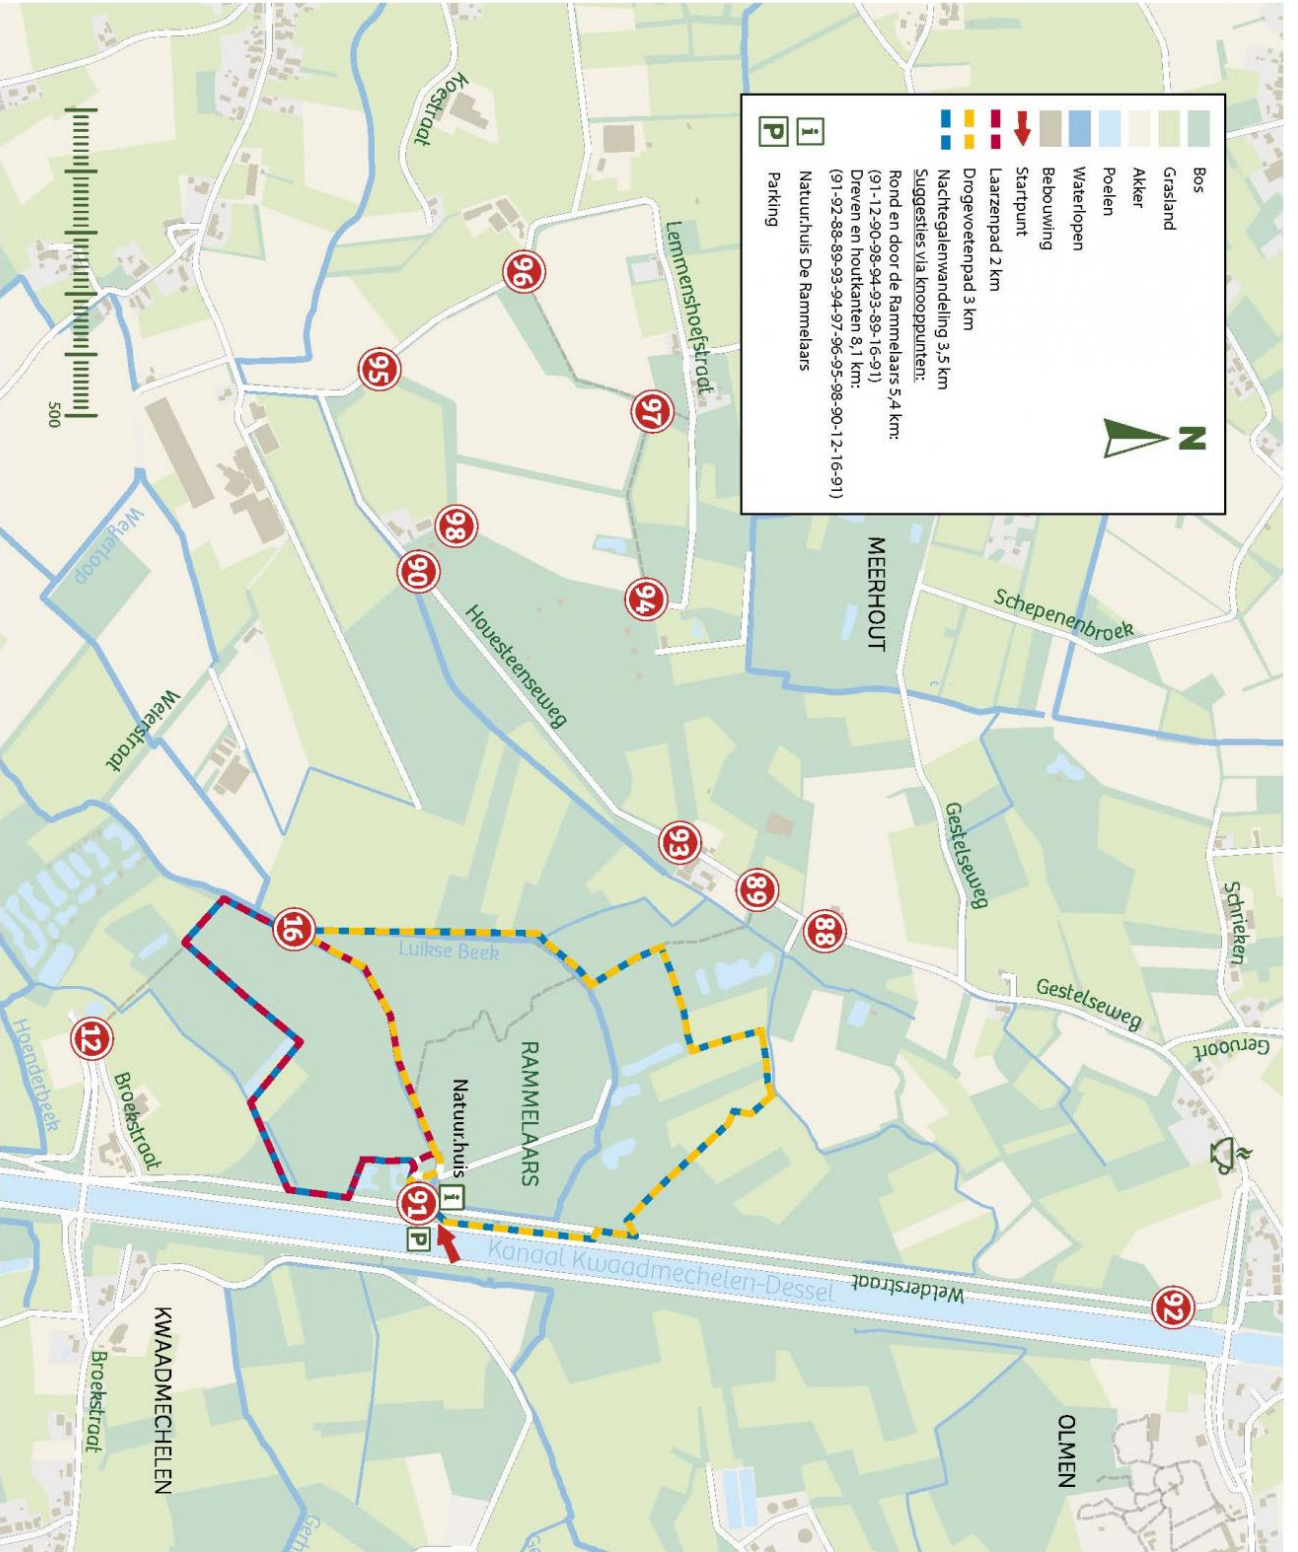 N
Bos
Grasland
Akker
Poelen
Waterlopen
Bebouwing
Startpunt
Laarzenpad 2 km
Drogevoetenpad 3 km
Nachtegalenwandeling 3,5 km
Suggesties via knooppunten:
Rond en door de Rammelaars 5,4 km:
(91-12-90-98-94-93-89-16-91)
Dreven en houtkanten 8,1 km:
(91-92-88-89-93-94-97-96-95-98-90-12-16-91)
i
Natuur.huis De Rammelaars
P
Parking
Schepenenbroek
Schrieken
Gervoort
Gestelseweg
Gestelseweg
MEERHOUT
OLMEN
92
Welderstraat
88
89
93
Lemmenshoefstraat
97
94
96
Koestraat
95
98
90
Hovesteenseweg
RAMMELAARS
Kanaal Kwaadmechelen-Dessel
Luikse Beek
Natuur.huis
i
91
P
16
Weyerloop
Weierstraat
12
Broekstraat
Hoenderbeek
KWAADMECHELEN
Broekstraat
500